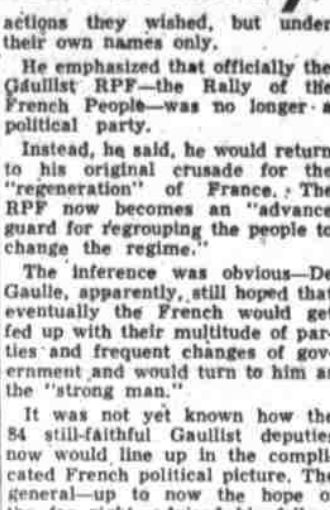 actions they wished, but under
their own names only.
He emphasized that officially the
Gaullist RPF—the Rally of the
French People—was no longer a
political party.
Instead, he said, he would return
to his original crusade for the
"regeneration" of France. The
RPF now becomes an "advance
guard for regrouping the people to
change the regime."
The inference was obvious—De
Gaulle, apparently, still hoped that
eventually the French would get
fed up with their multitude of par-
ties and frequent changes of gov-
ernment and would turn to him as
the "strong man."
It was not yet known how the
84 still-faithful Gaullist deputies
now would line up in the compli-
cated French political picture. The
general—up to now the hope of